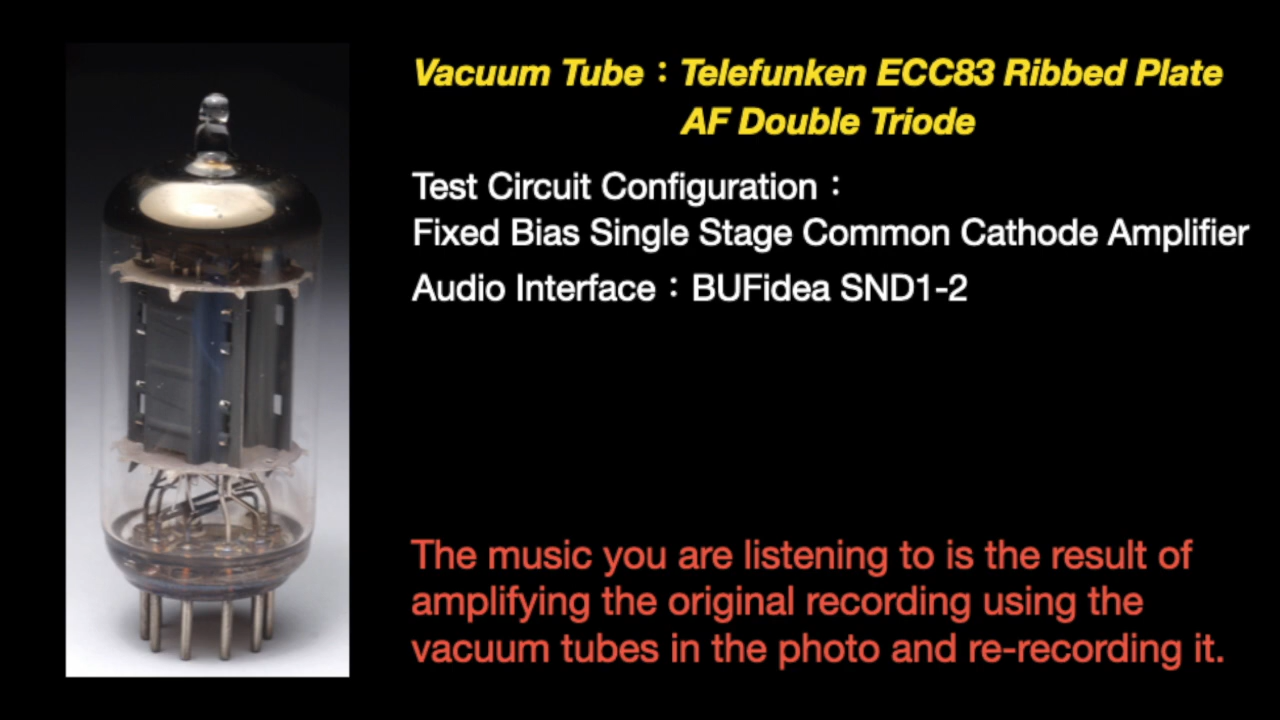 Vacuum Tube：Telefunken ECC83 Ribbed Plate
AF Double Triode
Test Circuit Configuration：
Fixed Bias Single Stage Common Cathode Amplifier
Audio Interface：BUFidea SND1-2
The music you are listening to is the result of
amplifying the original recording using the
vacuum tubes in the photo and re-recording it.